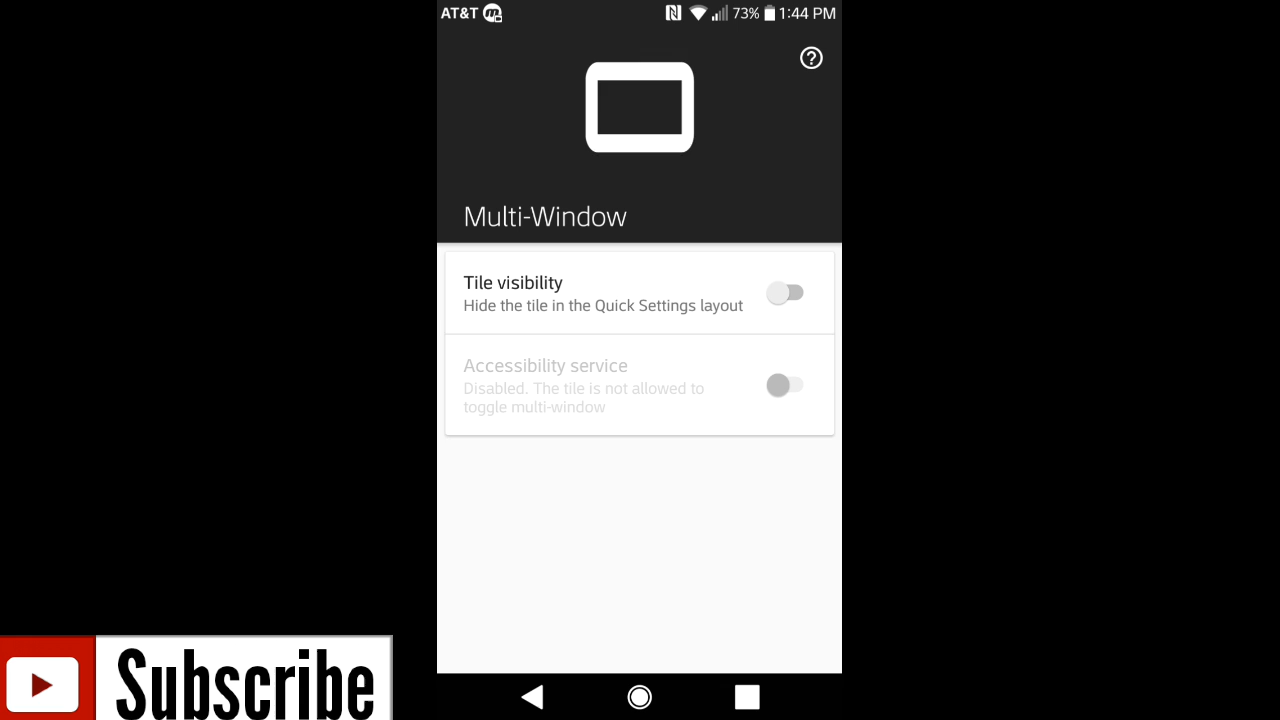 AT&T
73%
1:44 PM
Multi-Window
Tile visibility
Hide the tile in the Quick Settings layout
Accessibility service
Disabled. The tile is not allowed to
toggle multi-window
Subscribe